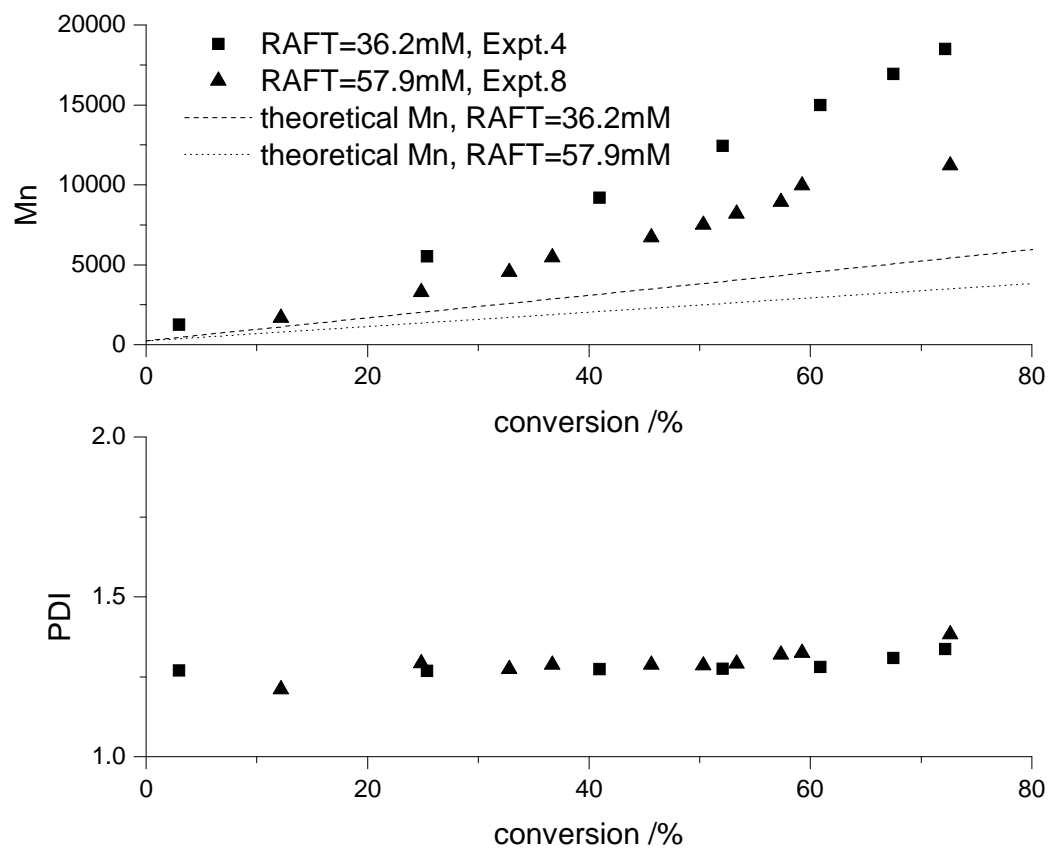 20000
15000
10000
5000
0
Mn
RAFT=36.2mM, Expt.4
RAFT=57.9mM, Expt.8
theoretical Mn, RAFT=36.2mM
theoretical Mn, RAFT=57.9mM
0 20 40 60 80
conversion /%
2.0
1.5
1.0
PDI
0 20 40 60 80
conversion /%